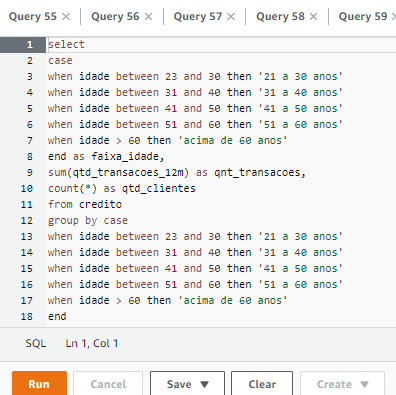 Query 55 × Query 56 × Query 57 × Query 58 × Query 59
1 select
2 case
3 when idade between 23 and 30 then '21 a 30 anos'
4 when idade between 31 and 40 then '31 a 40 anos'
5 when idade between 41 and 50 then '41 a 50 anos'
6 when idade between 51 and 60 then '51 a 60 anos'
7 when idade > 60 then 'acima de 60 anos'
8 end as faixa_idade,
9 sum(qtd_transacoes_12m) as qnt_transacoes,
10 count(*) as qtd_clientes
11 from credito
12 group by case
13 when idade between 23 and 30 then '21 a 30 anos'
14 when idade between 31 and 40 then '31 a 40 anos'
15 when idade between 41 and 50 then '41 a 50 anos'
16 when idade between 51 and 60 then '51 a 60 anos'
17 when idade > 60 then 'acima de 60 anos'
18 end
SQL Ln 1, Col 1
Run Cancel Save ▼ Clear Create ▼